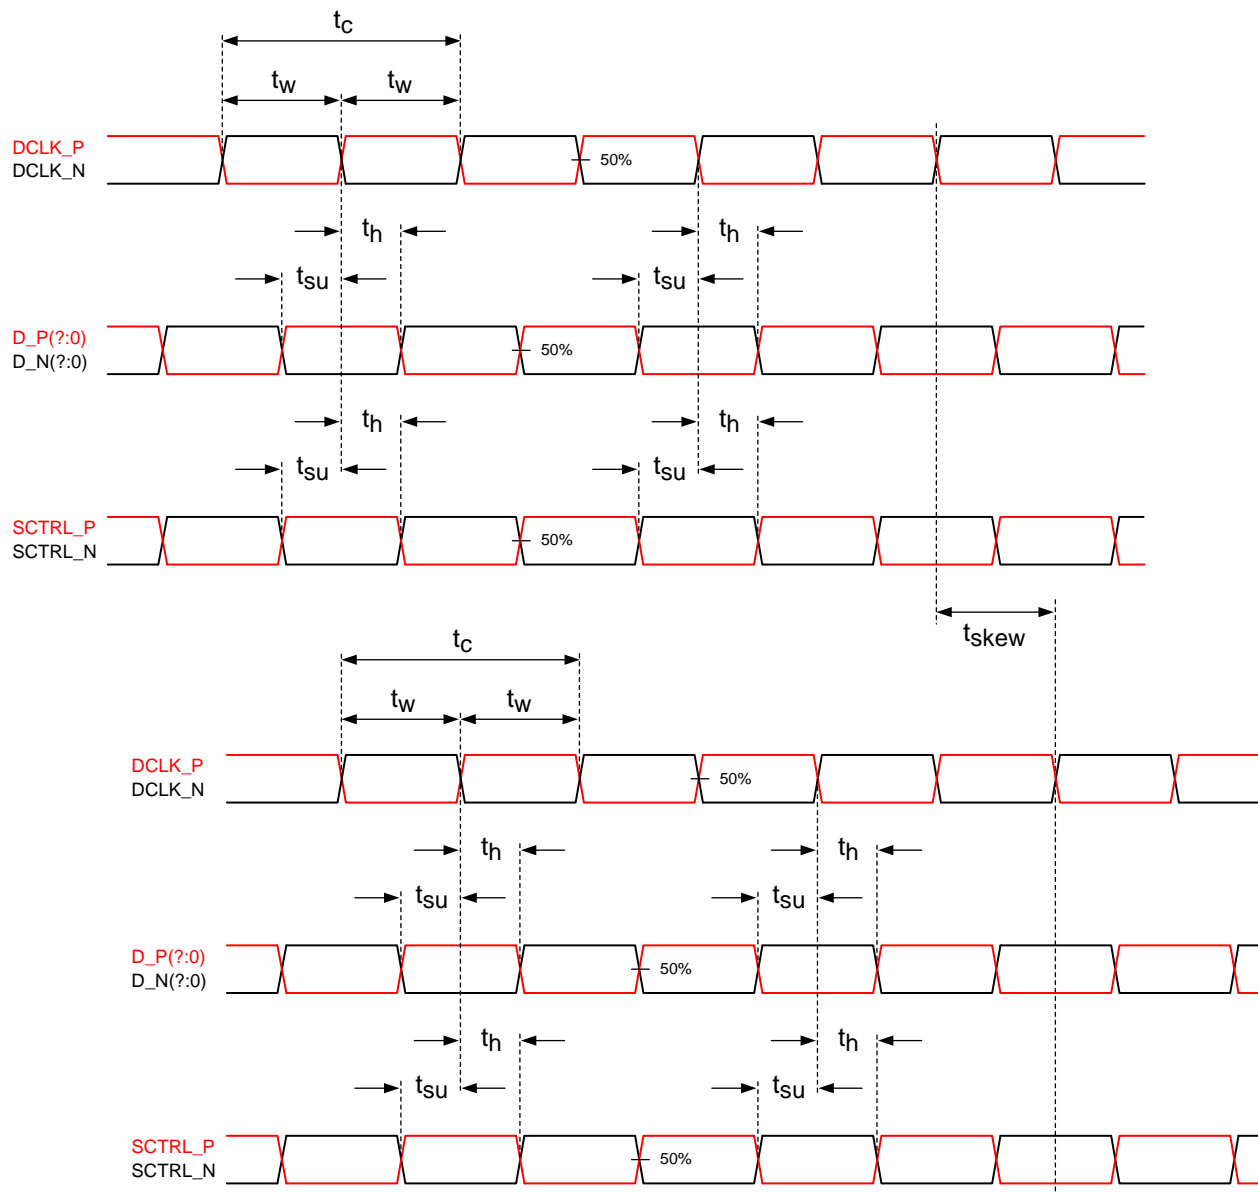 tc
tw tw
DCLK_P
DCLK_N
50%
th th
tsu tsu
D_P(?:0)
D_N(?:0)
50%
th th
tsu tsu
SCTRL_P
SCTRL_N
50%
tskew
tc
tw tw
DCLK_P
DCLK_N
50%
th th
tsu tsu
D_P(?:0)
D_N(?:0)
50%
th th
tsu tsu
SCTRL_P
SCTRL_N
50%